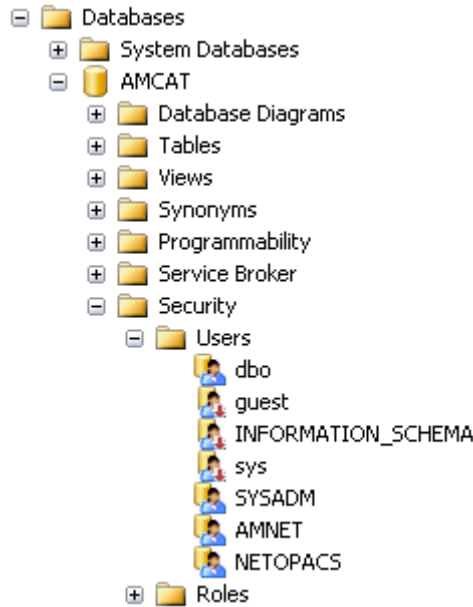 Databases
System Databases
AMCAT
Database Diagrams
Tables
Views
Synonyms
Programmability
Service Broker
Security
Users
dbo
guest
INFORMATION_SCHEMA
sys
SYSADM
AMNET
NETOPACS
Roles